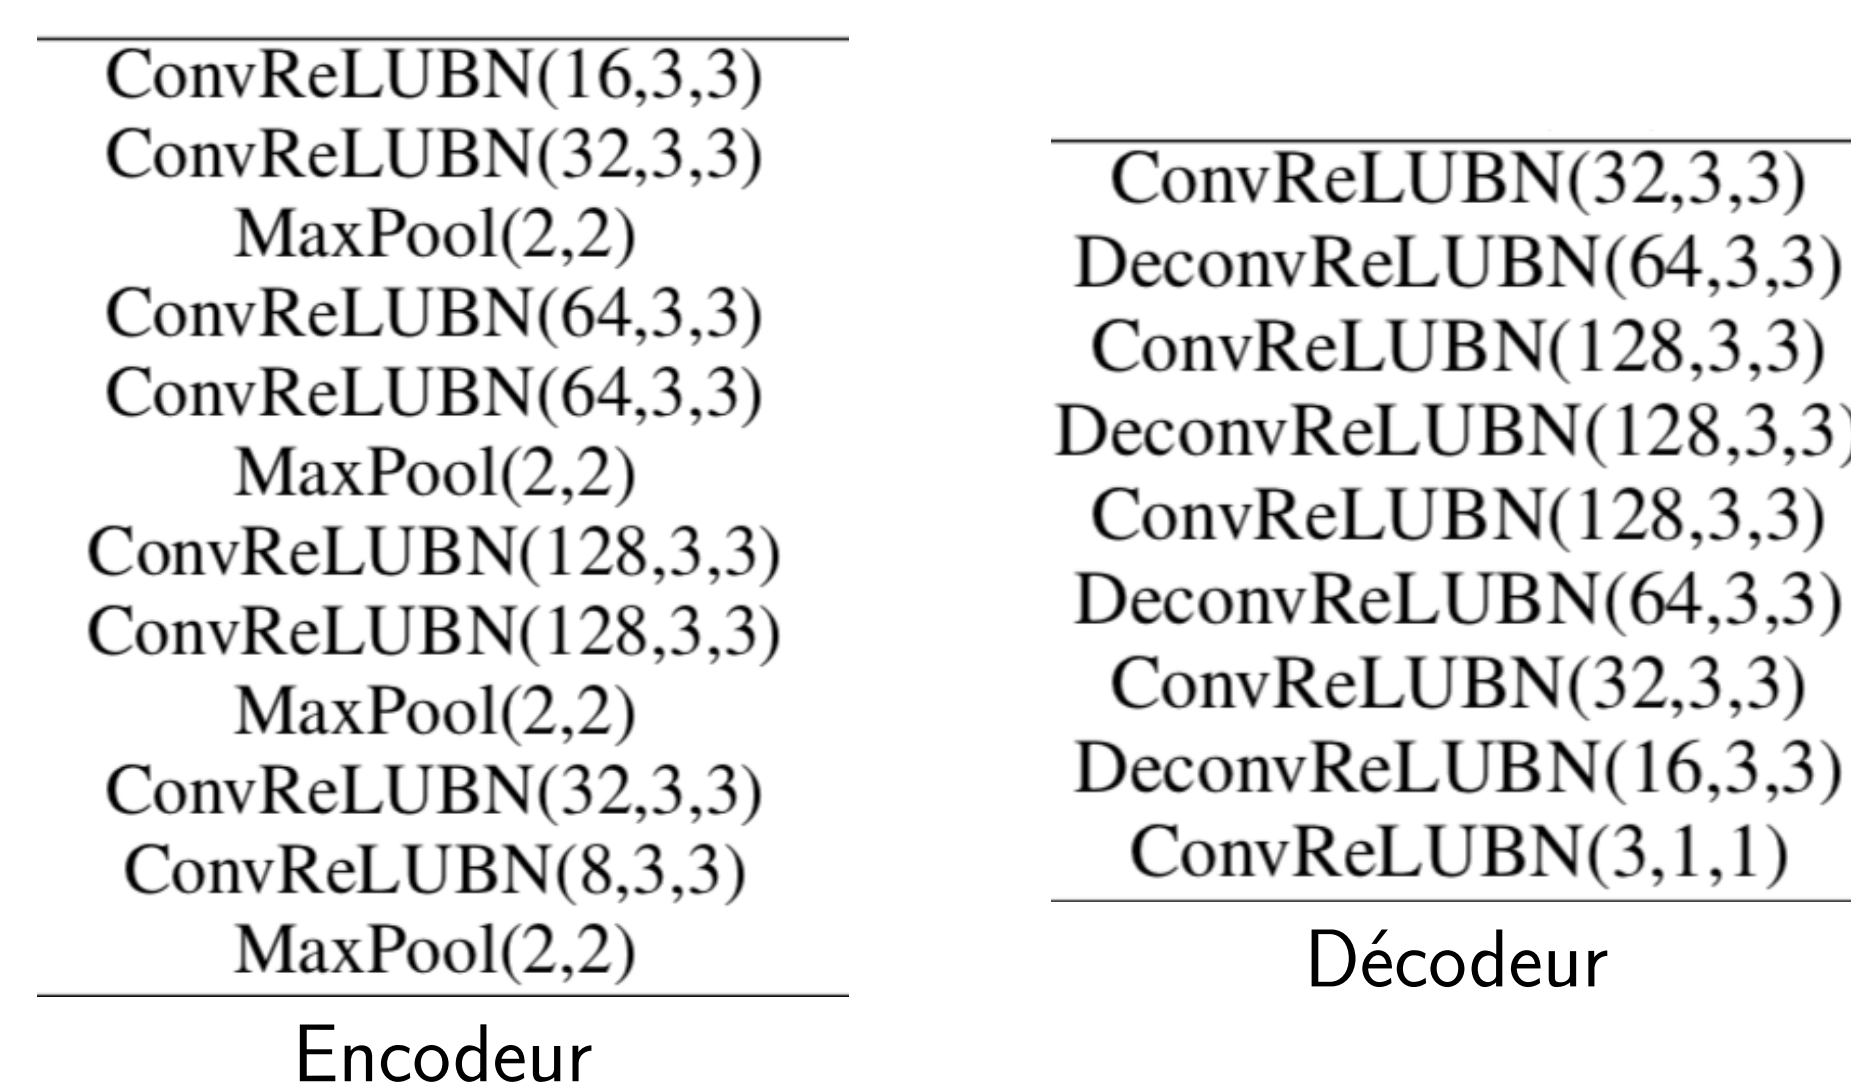 ConvReLUBN(16,3,3)
ConvReLUBN(32,3,3)
MaxPool(2,2)
ConvReLUBN(64,3,3)
ConvReLUBN(64,3,3)
MaxPool(2,2)
ConvReLUBN(128,3,3)
ConvReLUBN(128,3,3)
MaxPool(2,2)
ConvReLUBN(32,3,3)
ConvReLUBN(8,3,3)
MaxPool(2,2)
Encodeur
ConvReLUBN(32,3,3)
DeconvReLUBN(64,3,3)
ConvReLUBN(128,3,3)
DeconvReLUBN(128,3,3)
ConvReLUBN(128,3,3)
DeconvReLUBN(64,3,3)
ConvReLUBN(32,3,3)
DeconvReLUBN(16,3,3)
ConvReLUBN(3,1,1)
Décodeur